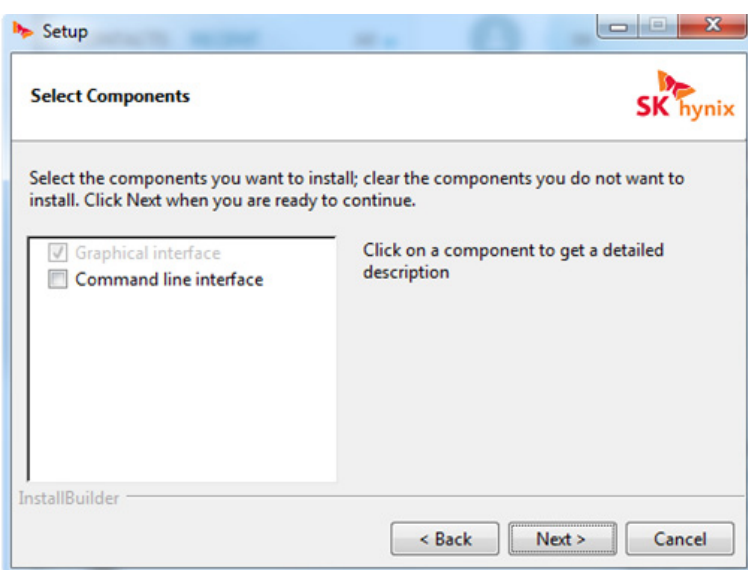 Setup
Select Components
SK hynix
Select the components you want to install; clear the components you do not want to
install. Click Next when you are ready to continue.
Graphical interface
Command line interface
Click on a component to get a detailed
description
InstallBuilder
< Back
Next >
Cancel